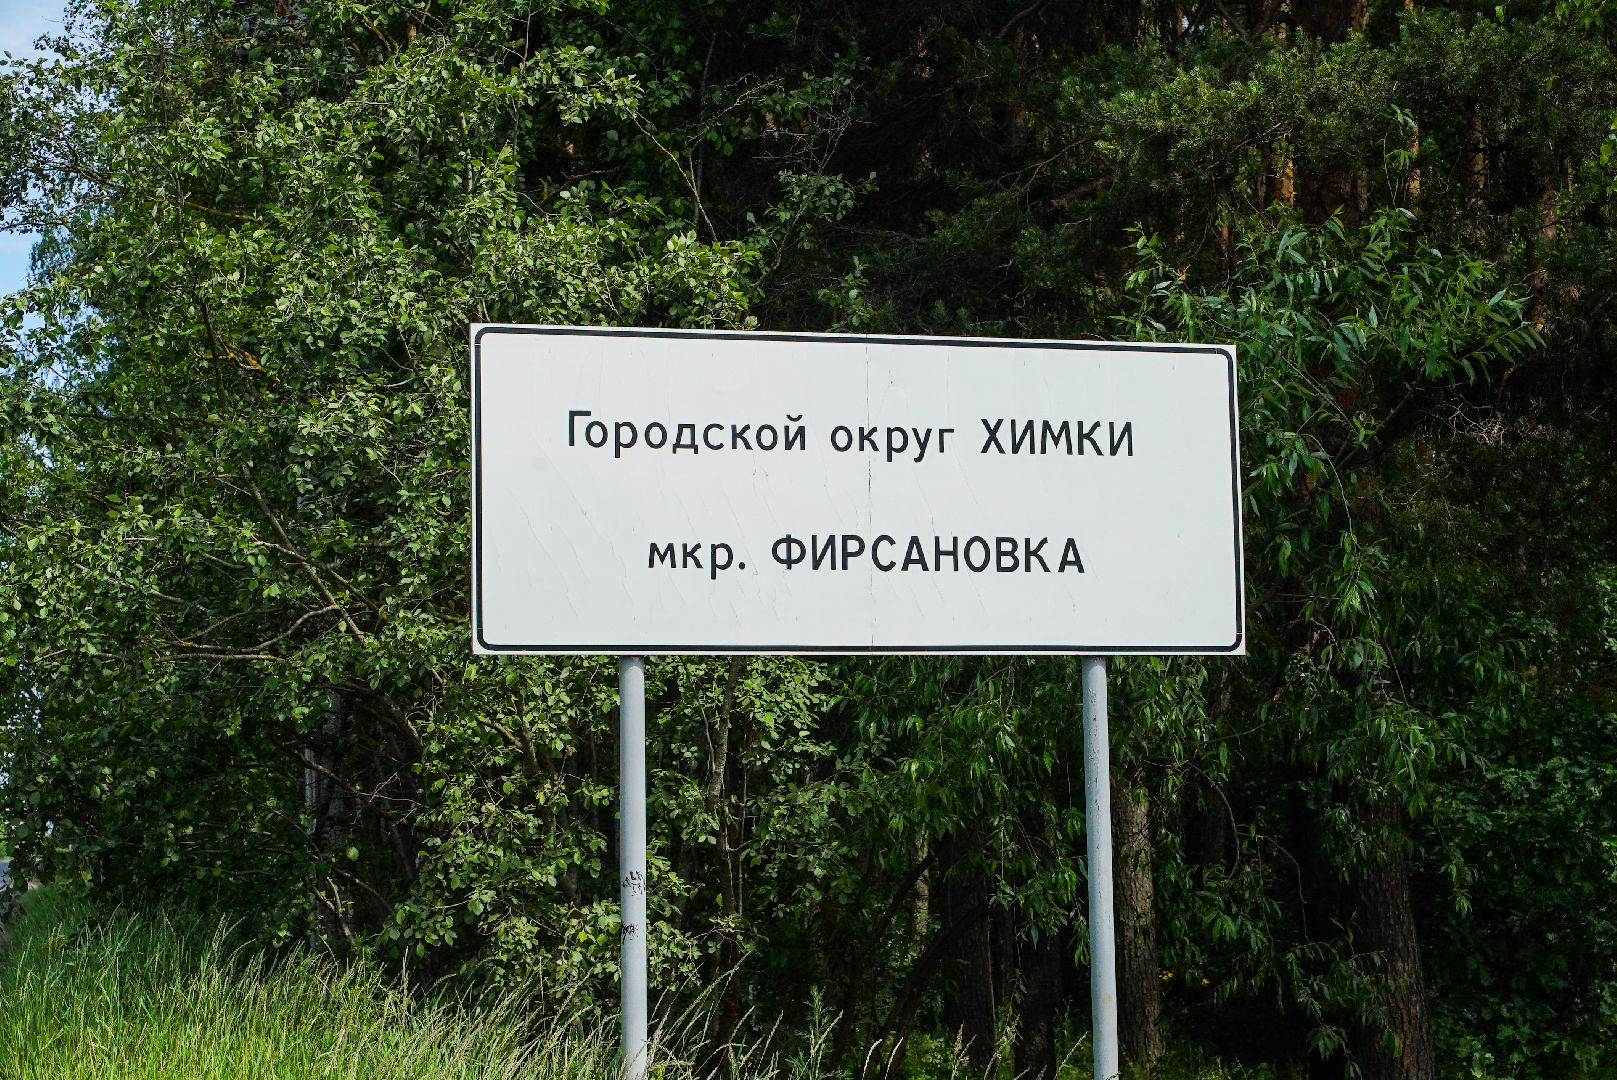 Городской округ ХИМКИ
мкр. ФИРСАНОВКА